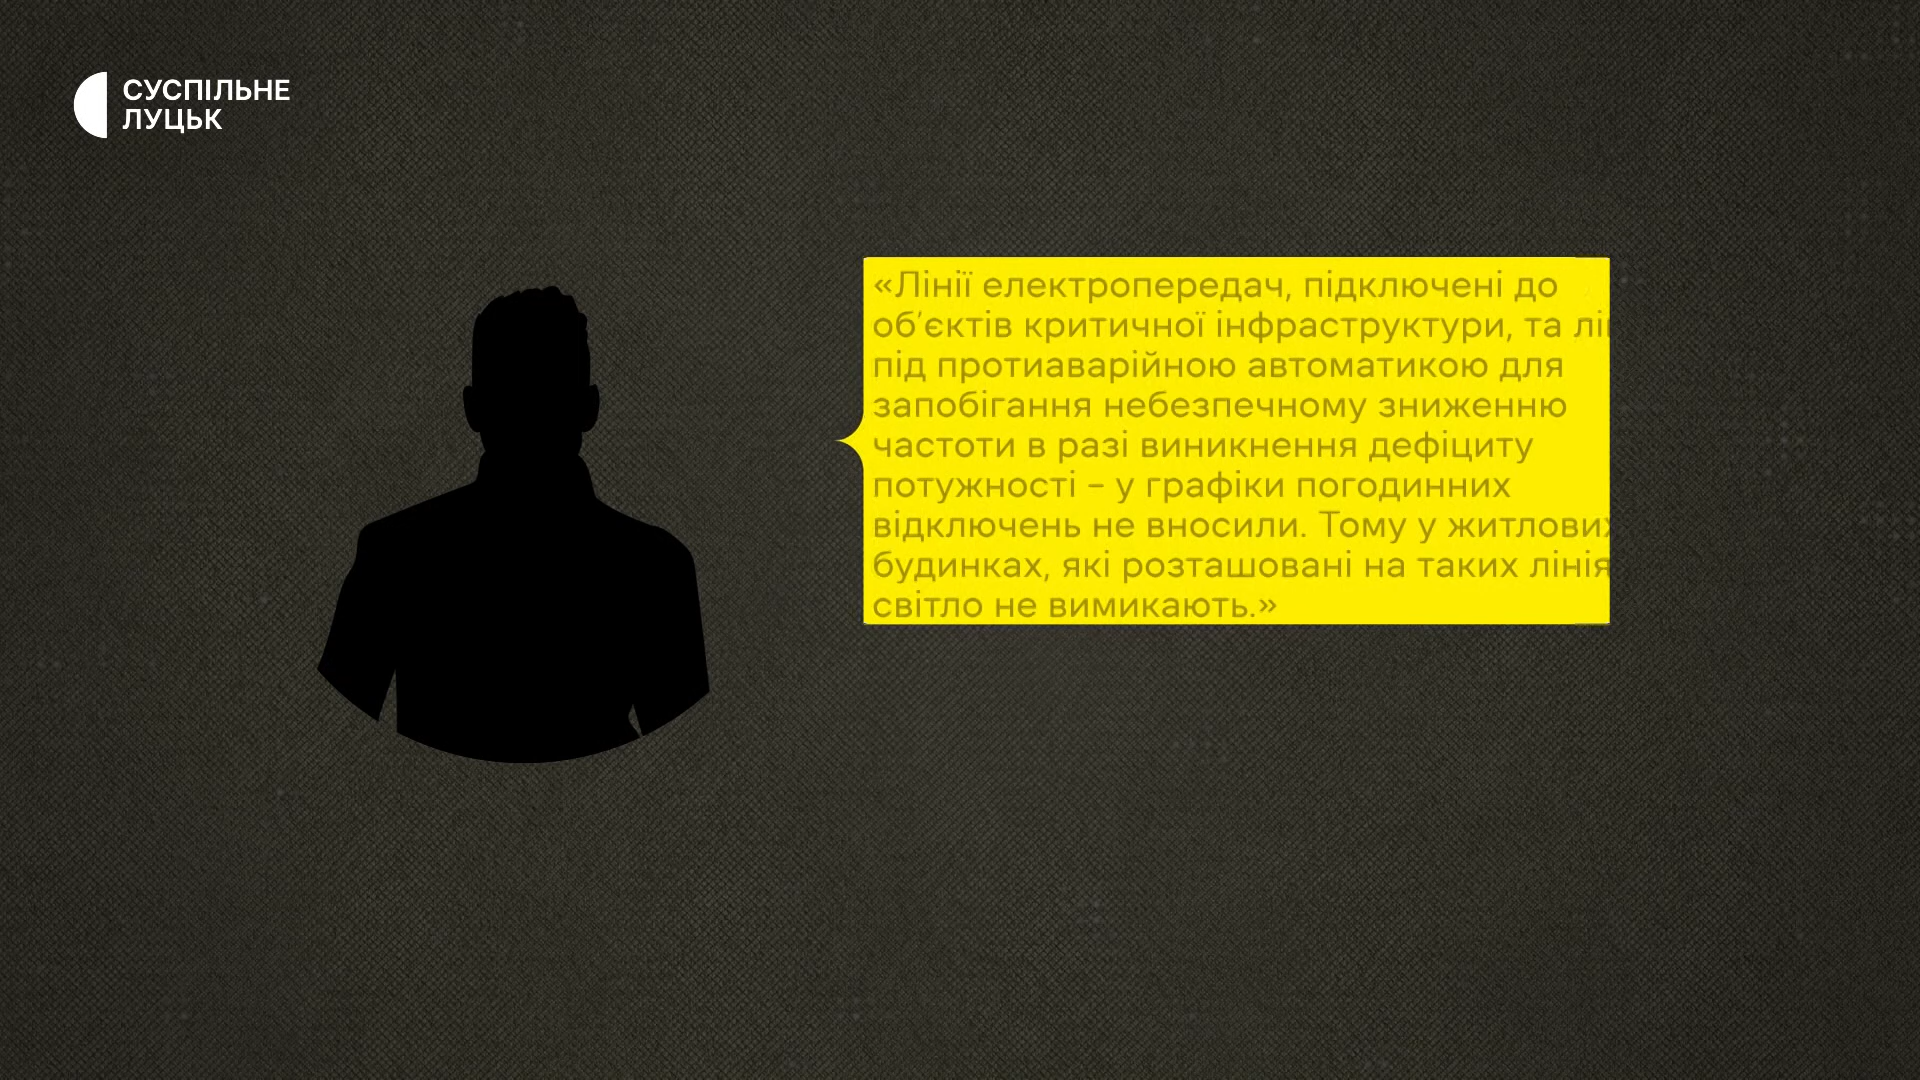 СУСПІЛЬНЕ
ЛУЦЬК
«Лінії електропередач, підключені до
об’єктів критичної інфраструктури, та
під протиаварійною автоматикою для
запобігання небезпечному зниженню
частоти в разі виникнення дефіциту
потужності – у графіки погодинних
відключень не вносили. Тому у житлових
будинках, які розташовані на таких лінія
світло не вимикають.»